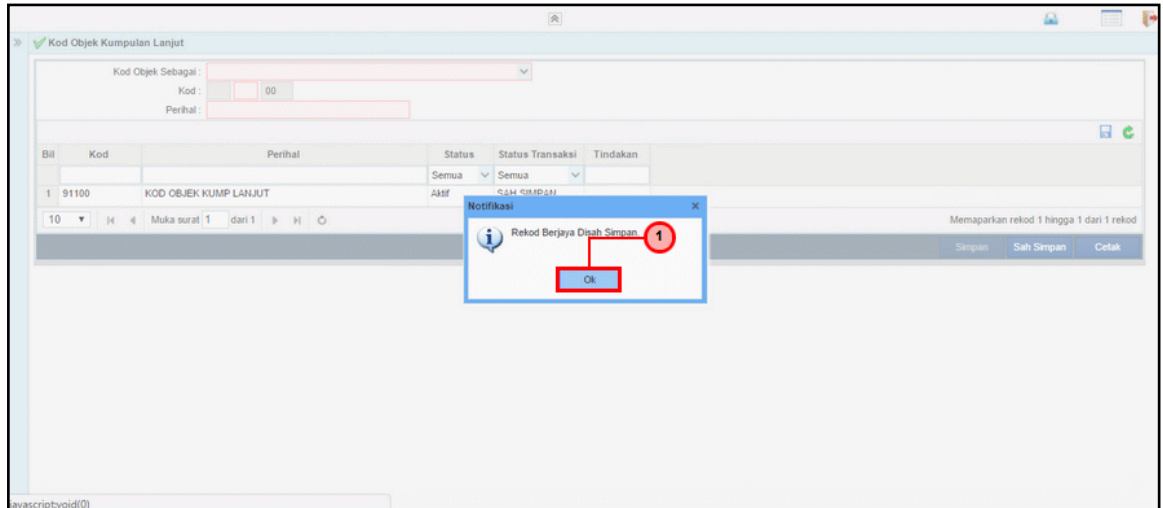 Kod Objek Kumpulan Lanjut
Kod Objek Sebagai :
Kod : 00
Perihal :
Bil Kod Perihal Status Status Transaksi Tindakan
Semua Semua
1 91100 KOD OBJEK KUMP LANJUT Aktif SAH SIMPAN
10 Muka surat 1 dari 1 Memaparkan rekod 1 hingga 1 dari 1 rekod
Notifikasi
Rekod Berjaya Disah Simpan.
1
Ok
Simpan Sah Simpan Cetak
javascript:void(0)